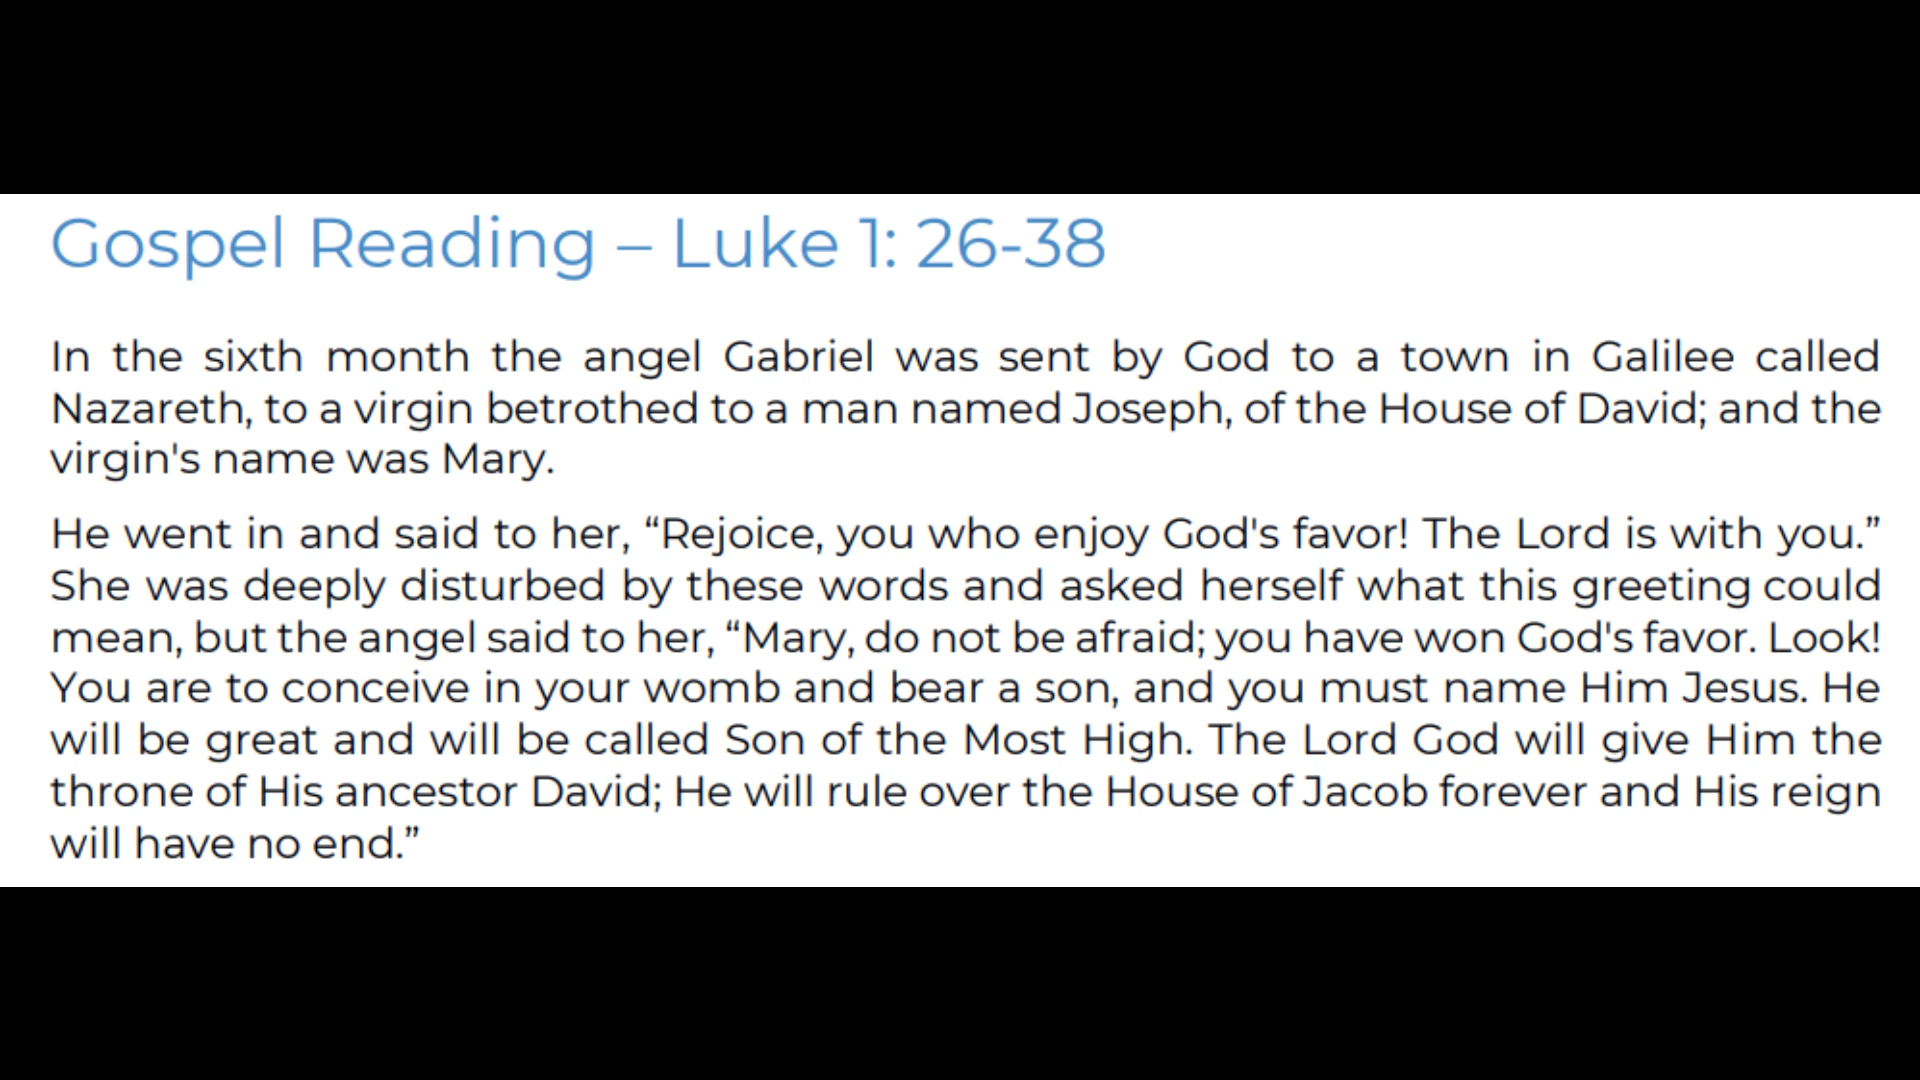 Gospel Reading – Luke 1: 26-38
In the sixth month the angel Gabriel was sent by God to a town in Galilee called
Nazareth, to a virgin betrothed to a man named Joseph, of the House of David; and the
virgin's name was Mary.
He went in and said to her, “Rejoice, you who enjoy God's favor! The Lord is with you.”
She was deeply disturbed by these words and asked herself what this greeting could
mean, but the angel said to her, “Mary, do not be afraid; you have won God's favor. Look!
You are to conceive in your womb and bear a son, and you must name Him Jesus. He
will be great and will be called Son of the Most High. The Lord God will give Him the
throne of His ancestor David; He will rule over the House of Jacob forever and His reign
will have no end.”